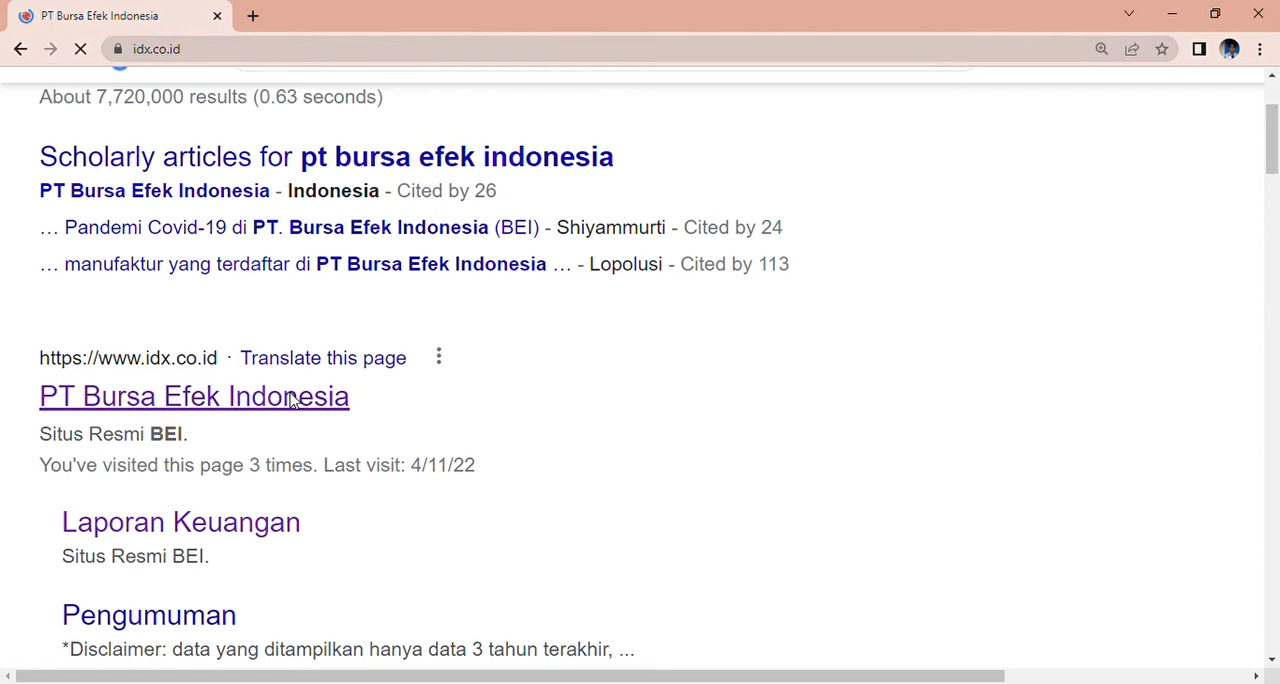 PT Bursa Efek Indonesia
idx.co.id
About 7,720,000 results (0.63 seconds)
Scholarly articles for pt bursa efek indonesia
PT Bursa Efek Indonesia - Indonesia - Cited by 26
… Pandemi Covid-19 di PT. Bursa Efek Indonesia (BEI) - Shiyammurti - Cited by 24
… manufaktur yang terdaftar di PT Bursa Efek Indonesia … - Lopolusi - Cited by 113
https://www.idx.co.id · Translate this page
PT Bursa Efek Indonesia
Situs Resmi BEI.
You've visited this page 3 times. Last visit: 4/11/22
Laporan Keuangan
Situs Resmi BEI.
Pengumuman
*Disclaimer: data yang ditampilkan hanya data 3 tahun terakhir, ...